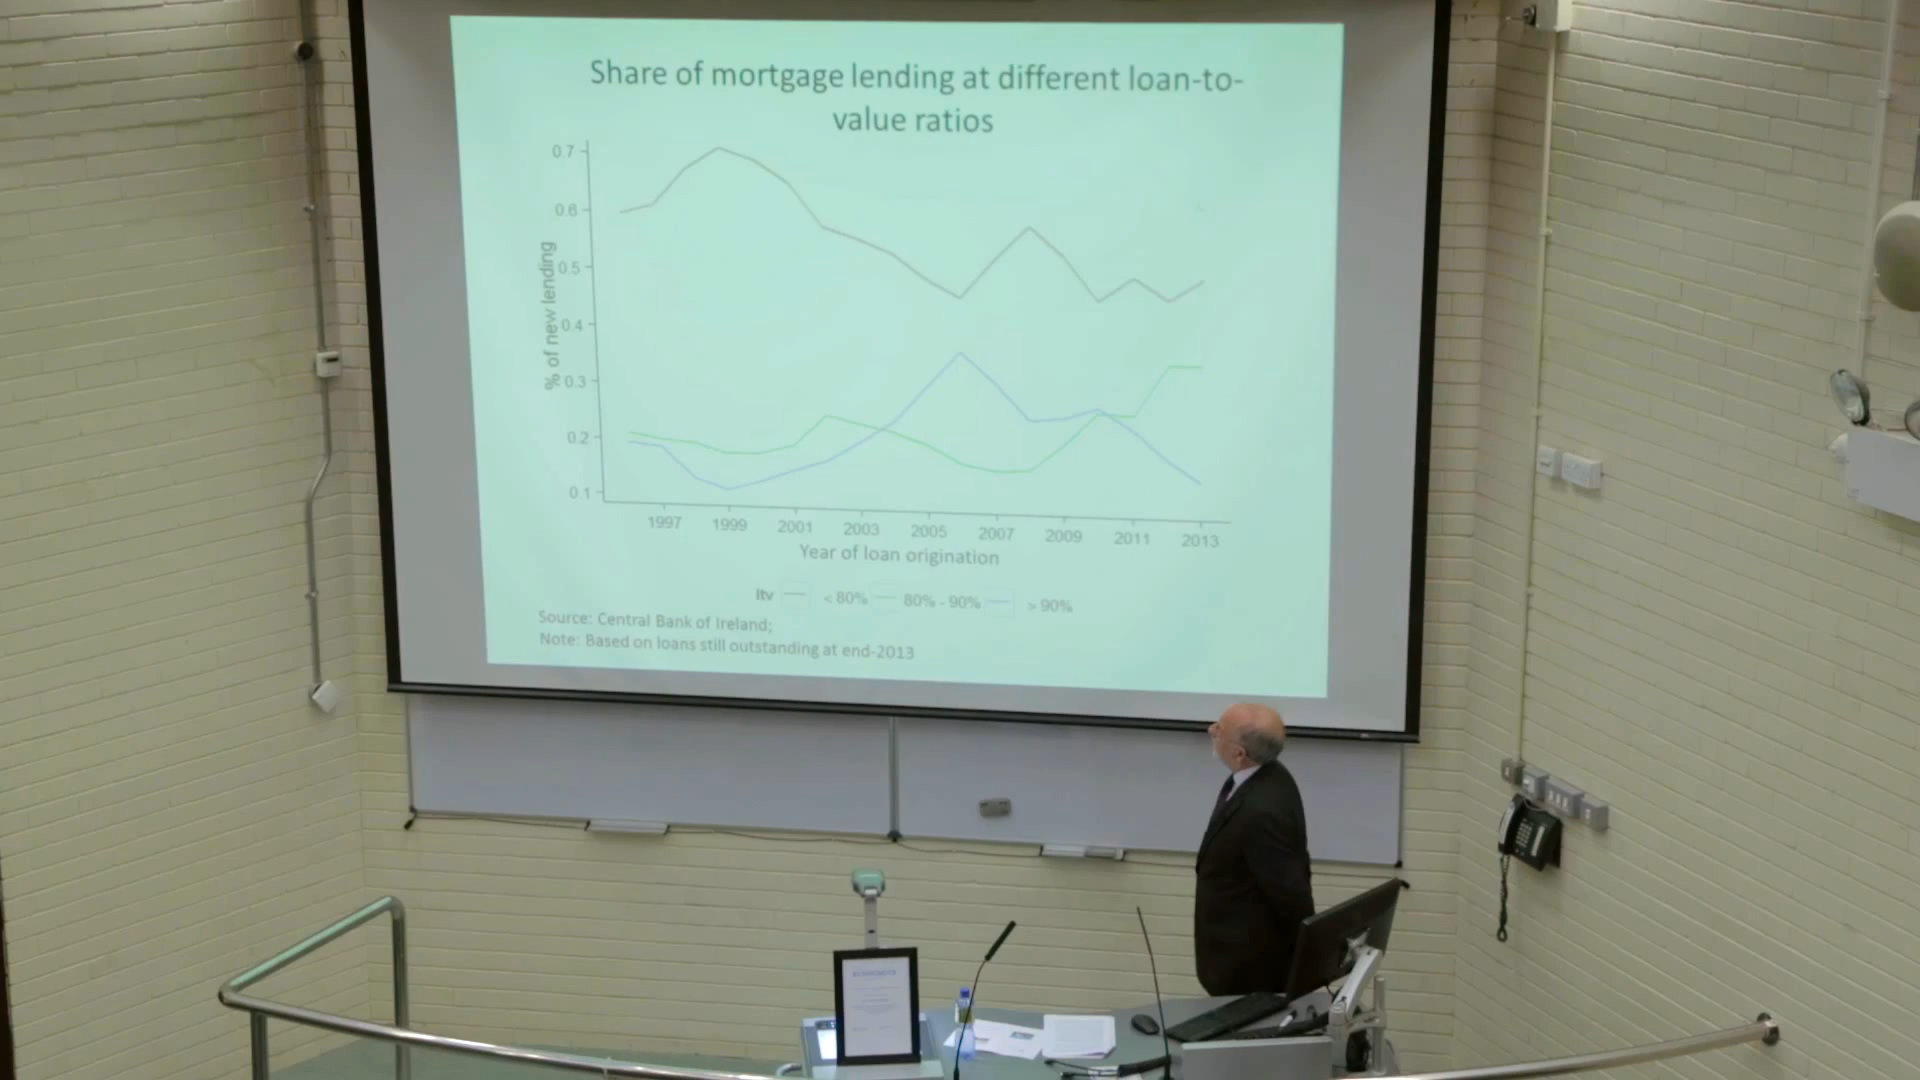 Share of mortgage lending at different loan-to-
value ratios
0.7
0.6
0.5
0.4
0.3
0.2
0.1
% of new lending
1997 1999 2001 2003 2005 2007 2009 2011 2013
Year of loan origination
ltv < 80% 80% - 90% > 90%
Source: Central Bank of Ireland;
Note: Based on loans still outstanding at end-2013